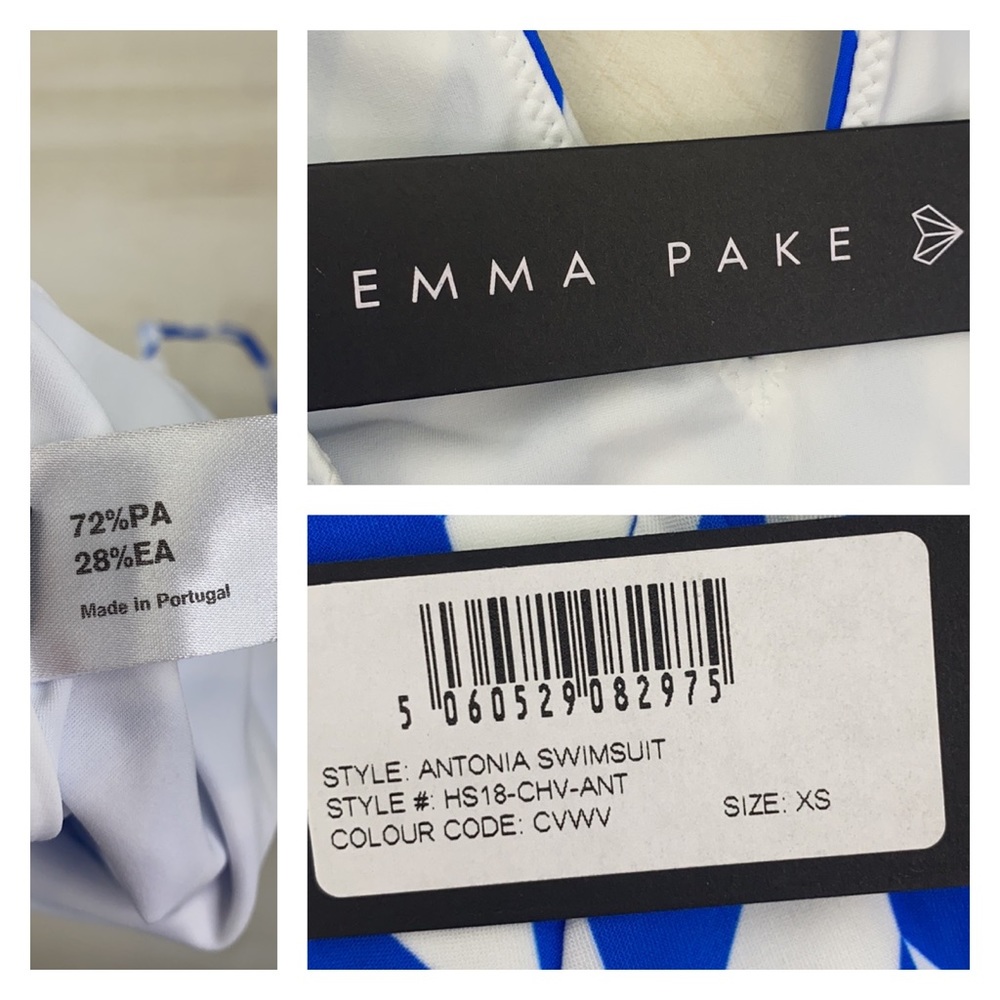 72%PA
28%EA
Made in Portugal
EMMA PAKE
5 060529 082975
STYLE: ANTONIA SWIMSUIT
STYLE #: HS18-CHV-ANT
COLOUR CODE: CVWV
SIZE: XS